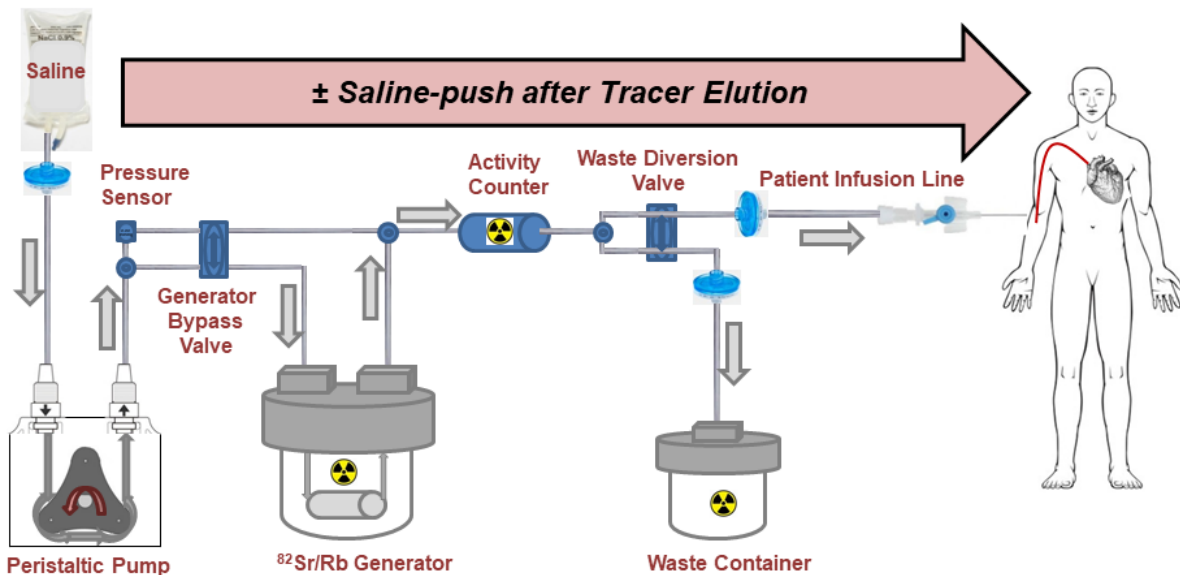 NaCl 0.9%
Saline
± Saline-push after Tracer Elution
Pressure
Sensor
Activity
Counter
Waste Diversion
Valve
Patient Infusion Line
Generator
Bypass
Valve
Peristaltic Pump
⁸²Sr/Rb Generator
Waste Container